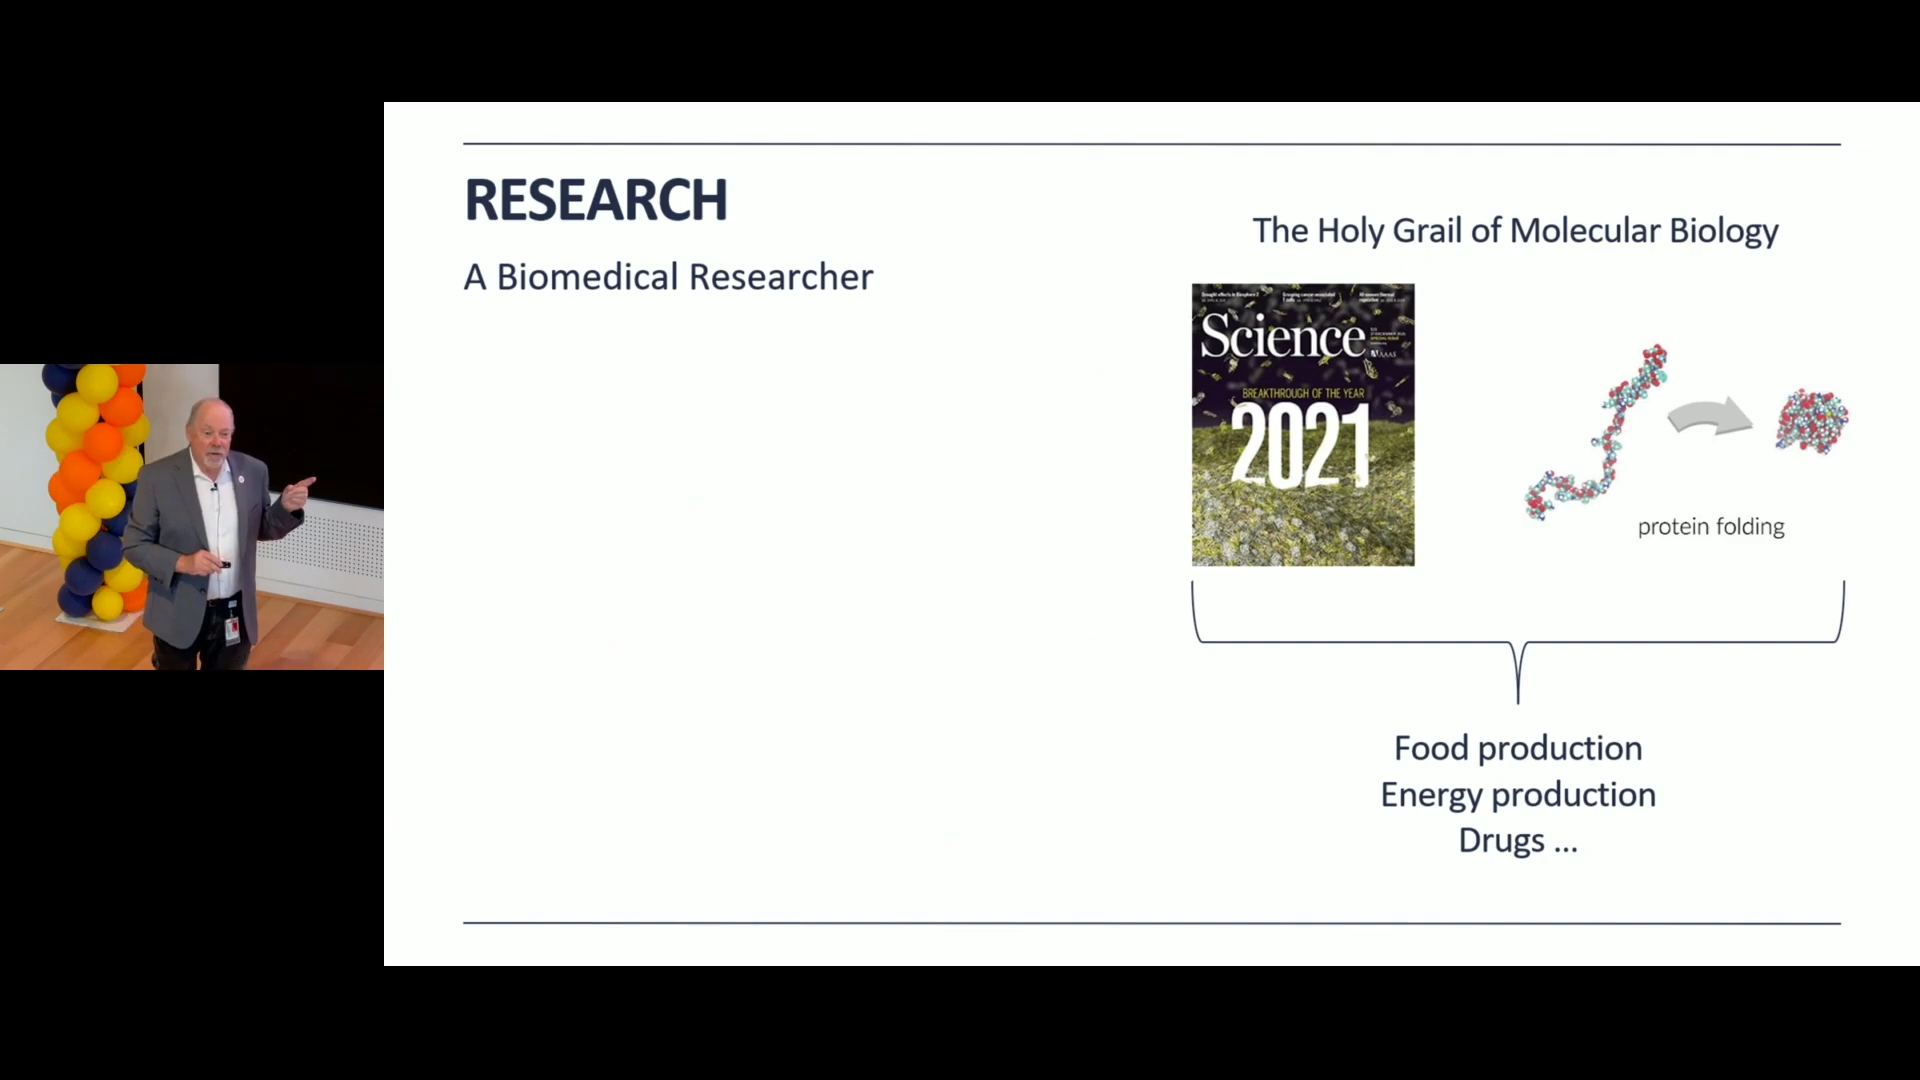 RESEARCH
A Biomedical Researcher
The Holy Grail of Molecular Biology
Science
AAAS
BREAKTHROUGH OF THE YEAR
2021
protein folding
Food production
Energy production
Drugs ...